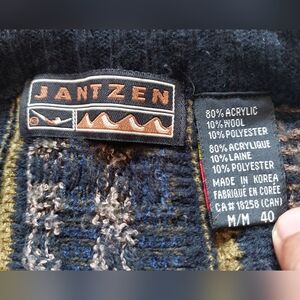 JANTZEN
80% ACRYLIC
10% WOOL
10% POLYESTER
80% ACRYLIQUE
10% LAINE
10% POLYESTER
MADE IN KOREA
FABRIQUÉ EN CORÉE
CA# 18258 (CAN)
M/M 40